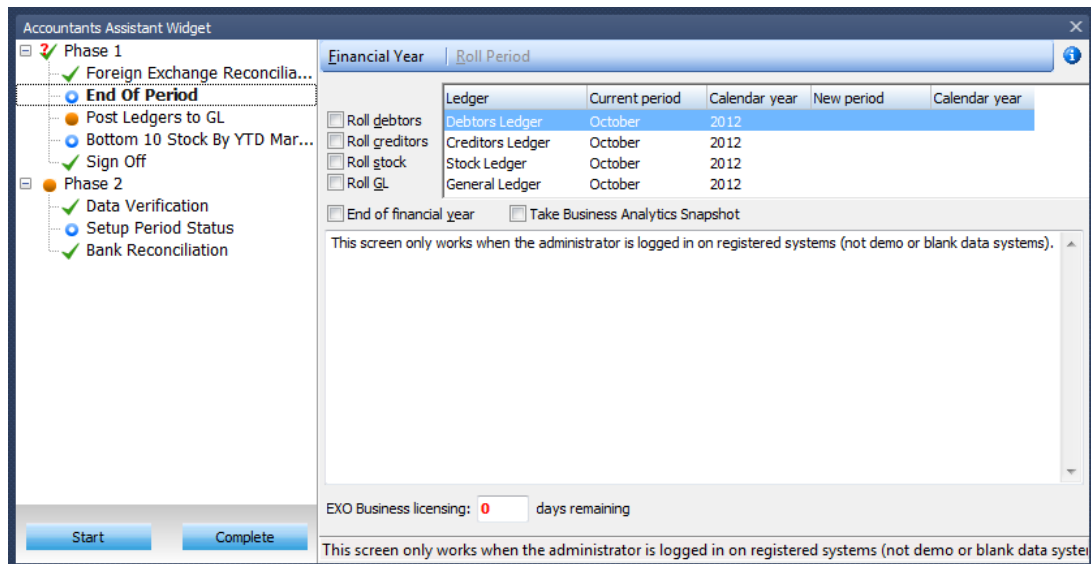 Accountants Assistant Widget
Phase 1
Foreign Exchange Reconcilia...
End Of Period
Post Ledgers to GL
Bottom 10 Stock By YTD Mar...
Sign Off
Phase 2
Data Verification
Setup Period Status
Bank Reconciliation
Start Complete
Financial Year Roll Period
Ledger Current period Calendar year New period Calendar year
Roll debtors Debtors Ledger October 2012
Roll creditors Creditors Ledger October 2012
Roll stock Stock Ledger October 2012
Roll GL General Ledger October 2012
End of financial year Take Business Analytics Snapshot
This screen only works when the administrator is logged in on registered systems (not demo or blank data systems).
EXO Business licensing: 0 days remaining
This screen only works when the administrator is logged in on registered systems (not demo or blank data syste